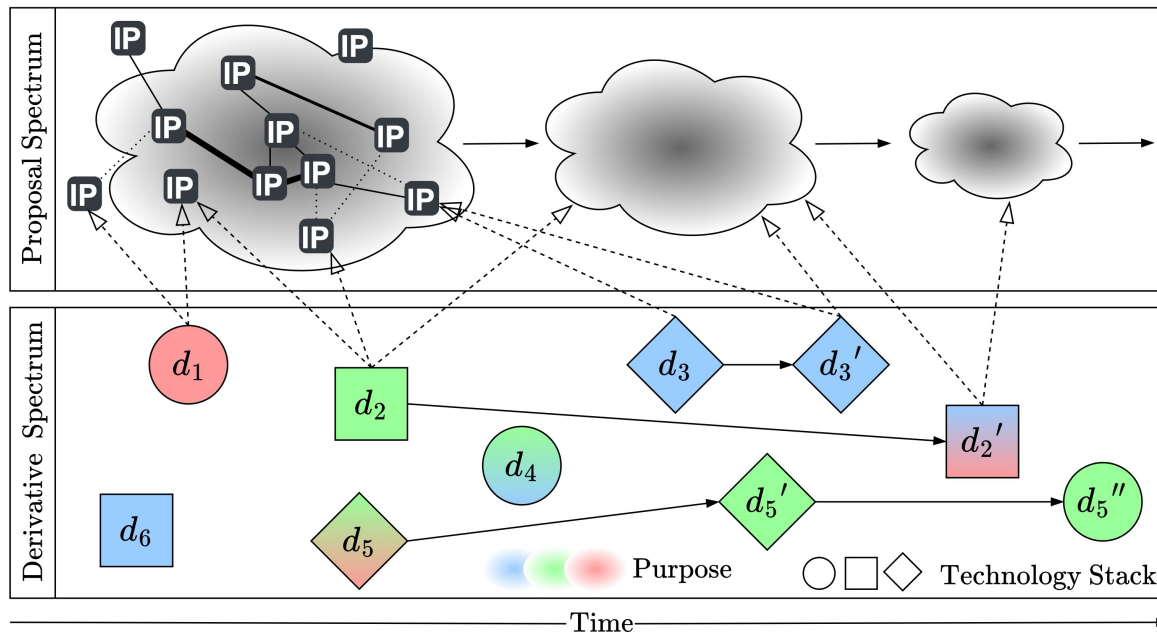 Proposal Spectrum
IP
IP
IP
IP
IP
IP
IP
IP
IP
IP
IP
IP
Derivative Spectrum
d₁
d₂
d₃
d₃′
d₂′
d₄
d₅′
d₅″
d₆
d₅
Purpose
Technology Stack
Time